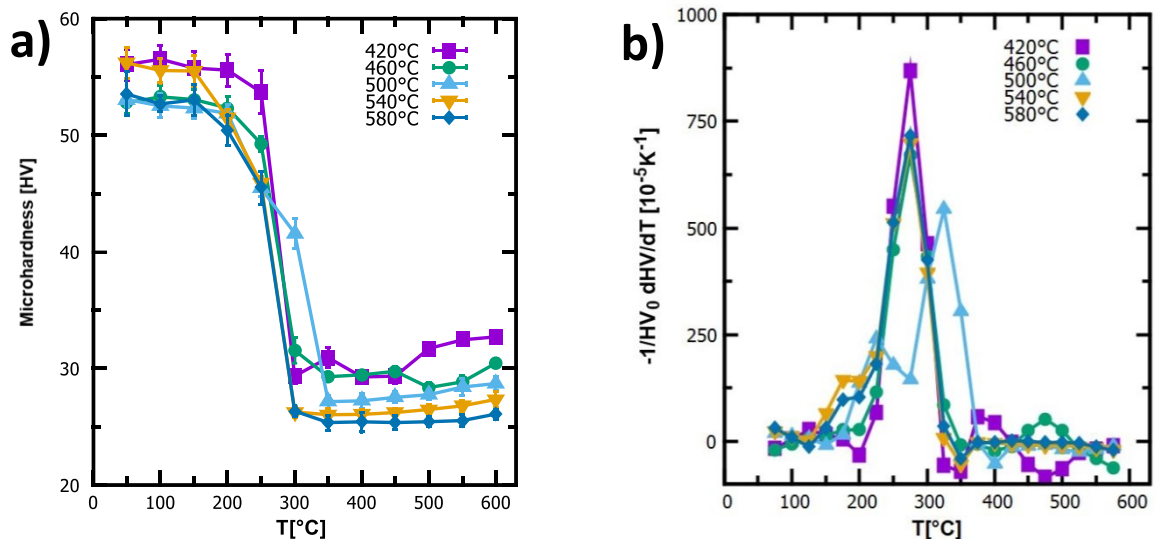 a)
60
50
40
30
20
Microhardness [HV]
420°C
460°C
500°C
540°C
580°C
0 100 200 300 400 500 600
T[°C]
b)
1000
750
500
250
0
-1/HV₀ dHV/dT [10⁻⁵K⁻¹]
420°C
460°C
500°C
540°C
580°C
0 100 200 300 400 500 600
T[°C]